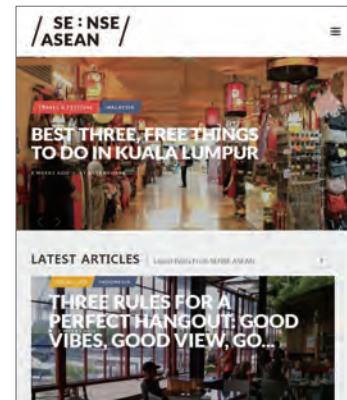 / SE : NSE /
ASEAN
TRAVEL & FESTIVAL MALAYSIA
BEST THREE, FREE THINGS
TO DO IN KUALA LUMPUR
LATEST ARTICLES
INDONESIA
THREE RULES FOR A
PERFECT HANGOUT: GOOD
VIBES, GOOD VIEW, GO...